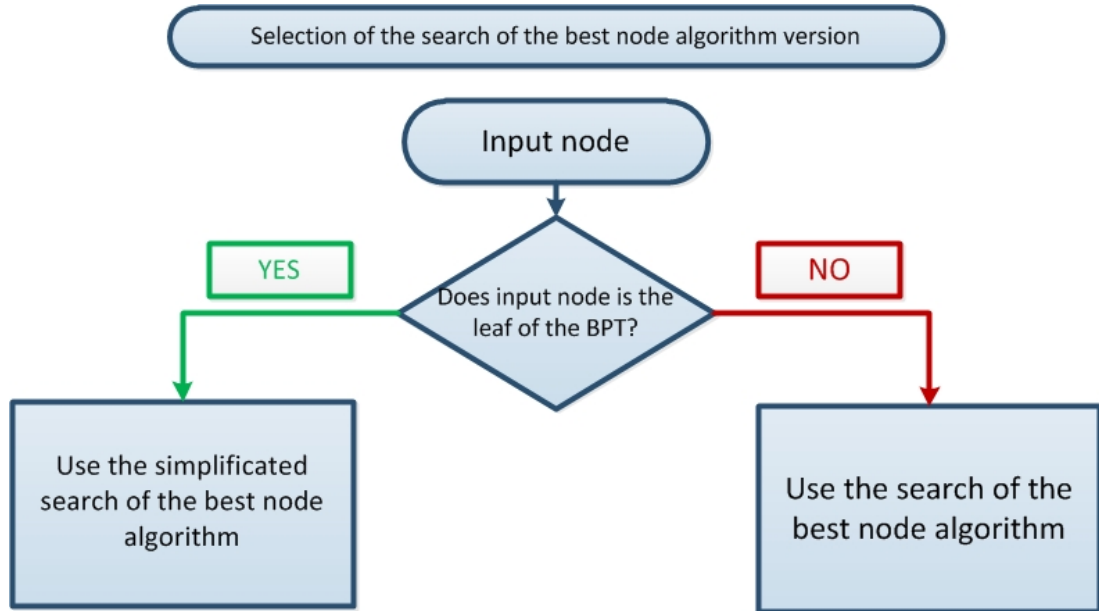 Selection of the search of the best node algorithm version
Input node
YES
NO
Does input node is the
leaf of the BPT?
Use the simplificated
search of the best node
algorithm
Use the search of the
best node algorithm